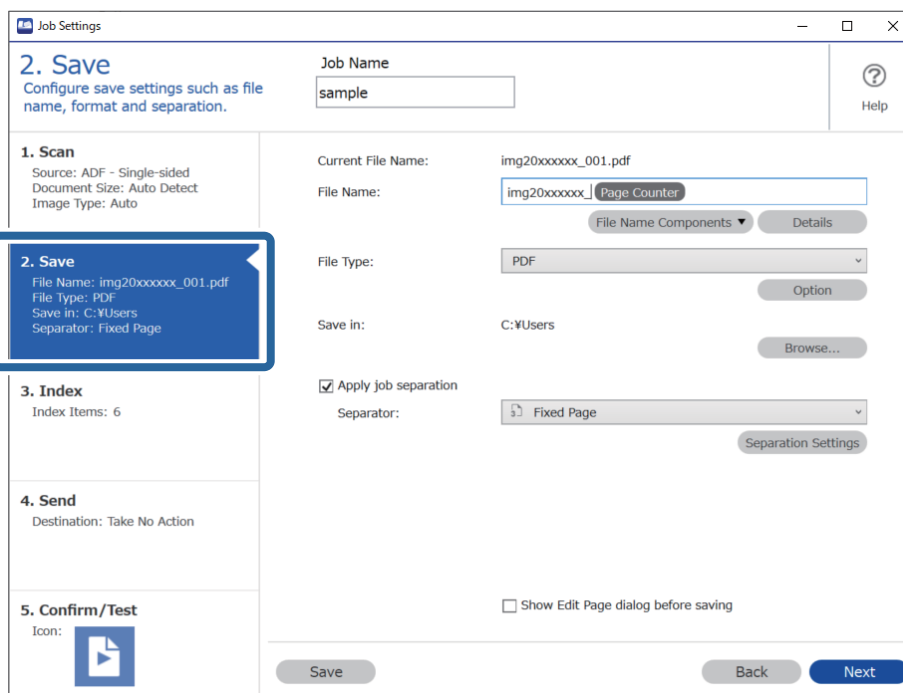 Job Settings
2. Save
Configure save settings such as file
name, format and separation.
Job Name
sample
Help
1. Scan
Source: ADF - Single-sided
Document Size: Auto Detect
Image Type: Auto
2. Save
File Name: img20xxxxxx_001.pdf
File Type: PDF
Save in: C:¥Users
Separator: Fixed Page
3. Index
Index Items: 6
4. Send
Destination: Take No Action
5. Confirm/Test
Icon:
Current File Name: img20xxxxxx_001.pdf
File Name: img20xxxxxx_ Page Counter
File Name Components Details
File Type: PDF
Option
Save in: C:¥Users
Browse...
Apply job separation
Separator: Fixed Page
Separation Settings
Show Edit Page dialog before saving
Save Back Next